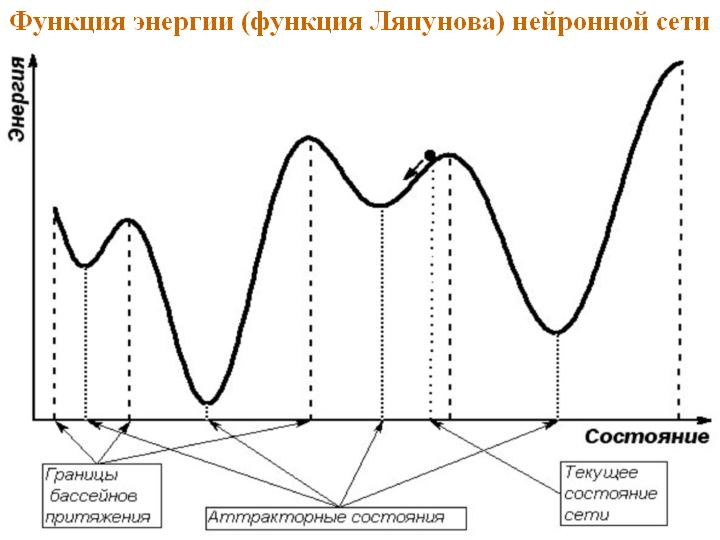 Функция энергии (функция Ляпунова) нейронной сети
Энергия
Состояние
Границы
бассейнов
притяжения
Аттракторные состояния
Текущее
состояние
сети